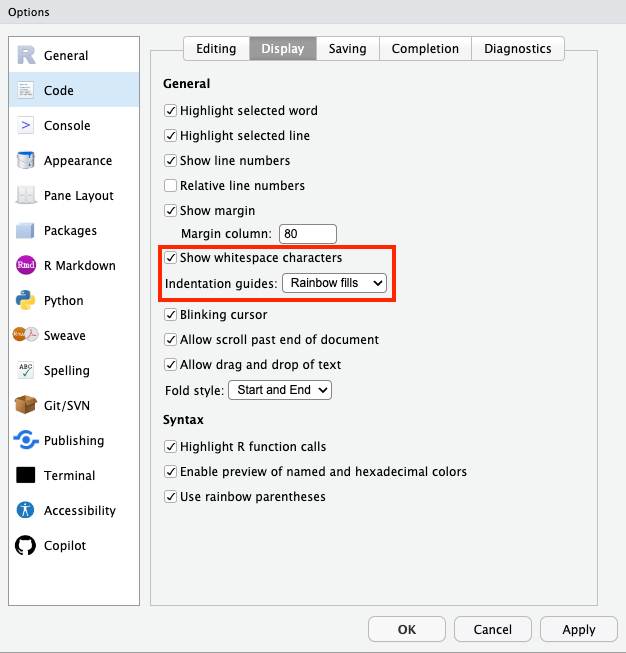 Options
General
Code
Console
Appearance
Pane Layout
Packages
Rmd R Markdown
Python
Sweave
ABC Spelling
Git/SVN
Publishing
Terminal
Accessibility
Copilot
Editing Display Saving Completion Diagnostics
General
Highlight selected word
Highlight selected line
Show line numbers
Relative line numbers
Show margin
Margin column: 80
Show whitespace characters
Indentation guides: Rainbow fills
Blinking cursor
Allow scroll past end of document
Allow drag and drop of text
Fold style: Start and End
Syntax
Highlight R function calls
Enable preview of named and hexadecimal colors
Use rainbow parentheses
OK Cancel Apply